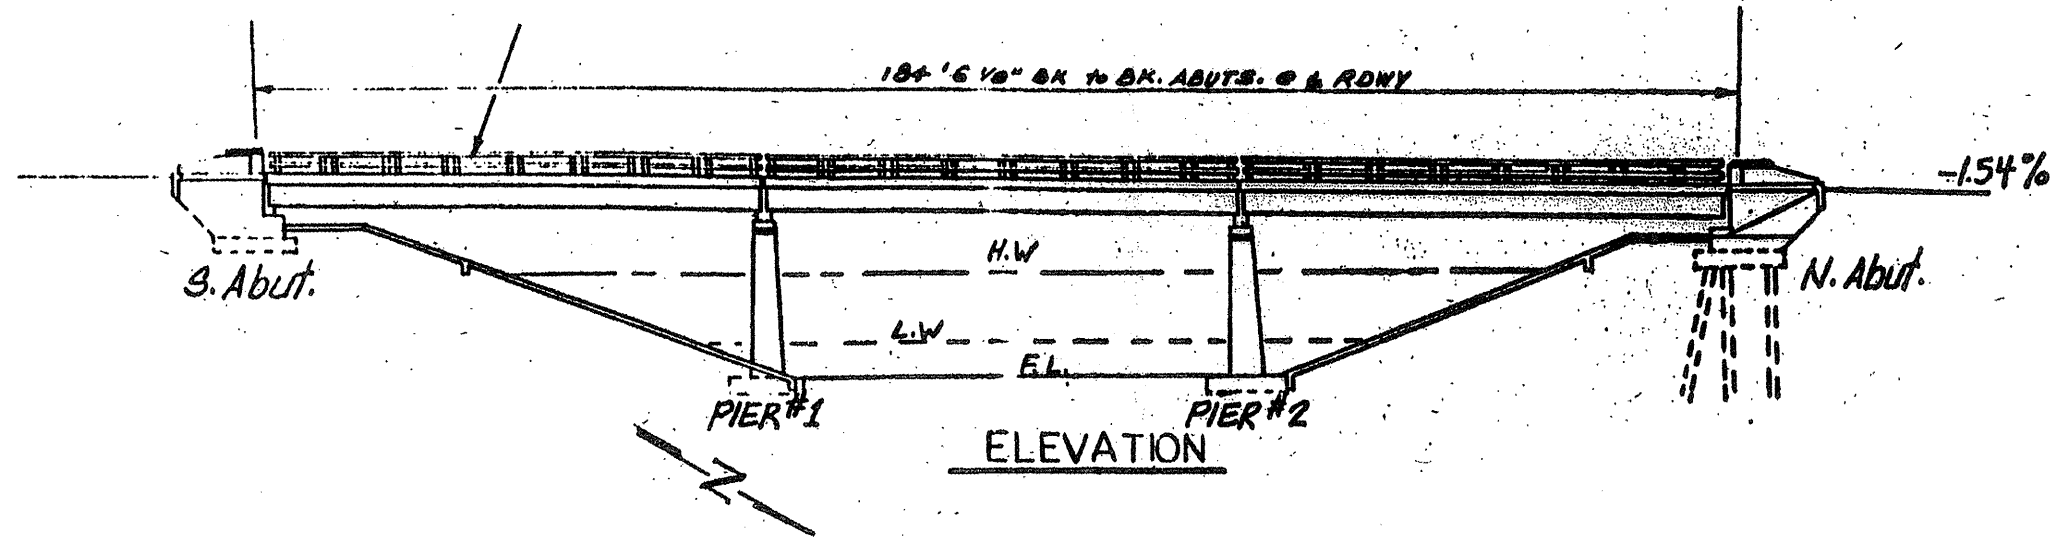 184'6 1/8" BK to BK. ABUTS. @ ℄ RDWY
-1.54%
H.W
S. Abut.
N. Abut.
L.W
E.L.
PIER #1
PIER #2
ELEVATION
N